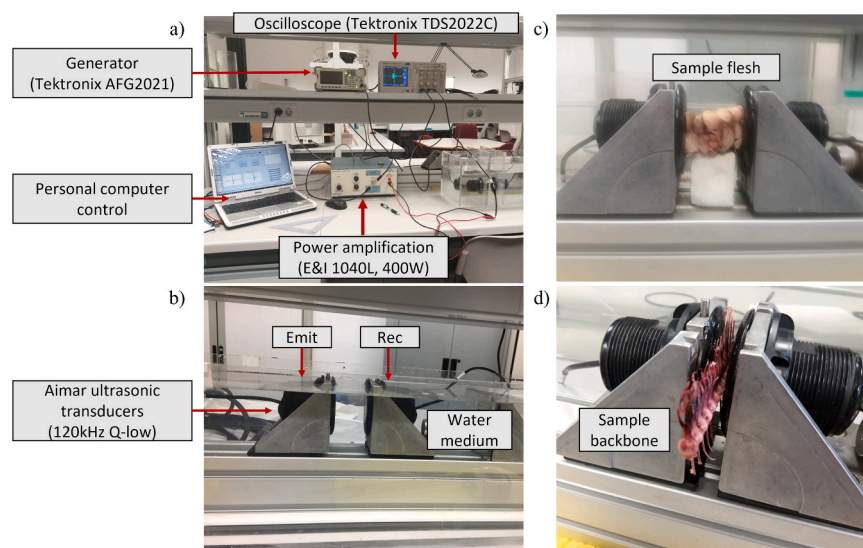 a)
Oscilloscope (Tektronix TDS2022C)
Generator
(Tektronix AFG2021)
Personal computer
control
Power amplification
(E&I 1040L, 400W)
b)
Emit
Rec
Aimar ultrasonic
transducers
(120kHz Q-low)
Water
medium
c)
Sample flesh
d)
Sample
backbone